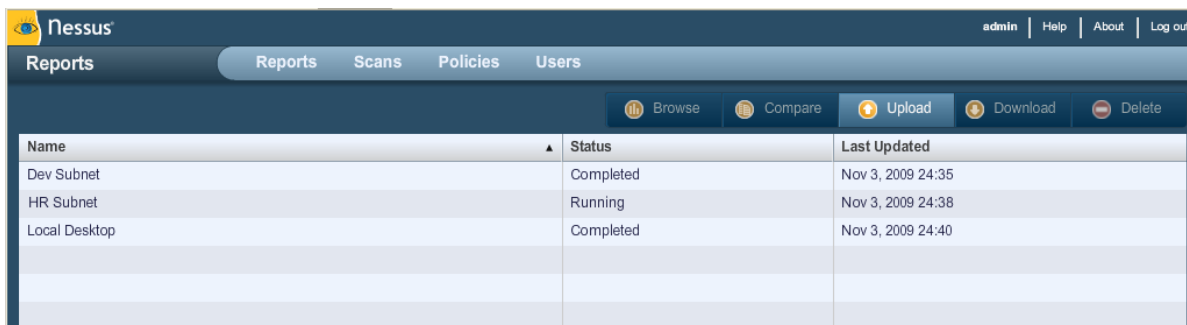 Nessus®
admin | Help | About | Log out
Reports
Reports Scans Policies Users
Browse Compare Upload Download Delete
Name Status Last Updated
Dev Subnet Completed Nov 3, 2009 24:35
HR Subnet Running Nov 3, 2009 24:38
Local Desktop Completed Nov 3, 2009 24:40